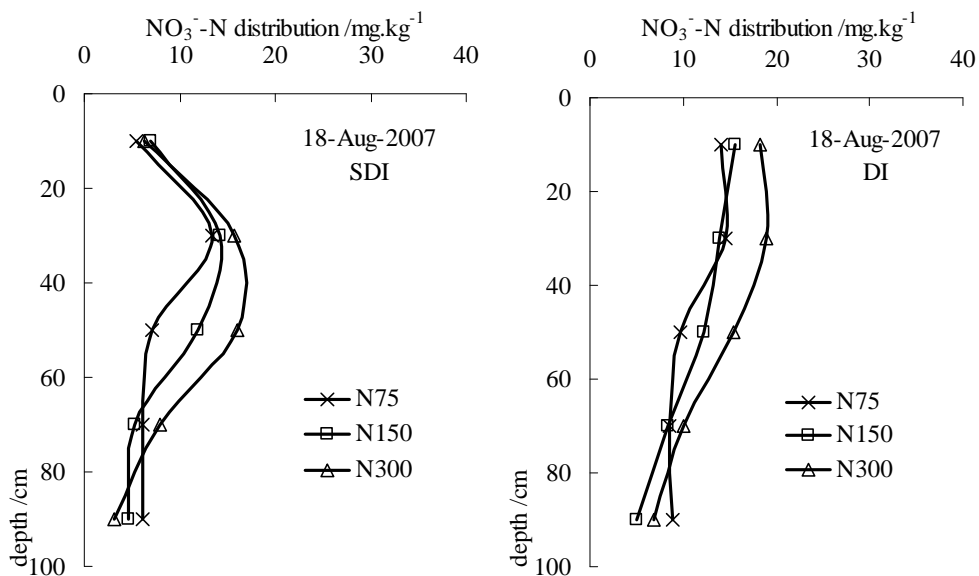 NO₃⁻-N distribution /mg.kg⁻¹
0 10 20 30 40
0
20
40
60
80
100
depth /cm
18-Aug-2007
SDI
N75
N150
N300
NO₃⁻-N distribution /mg.kg⁻¹
0 10 20 30 40
0
20
40
60
80
100
depth /cm
18-Aug-2007
DI
N75
N150
N300